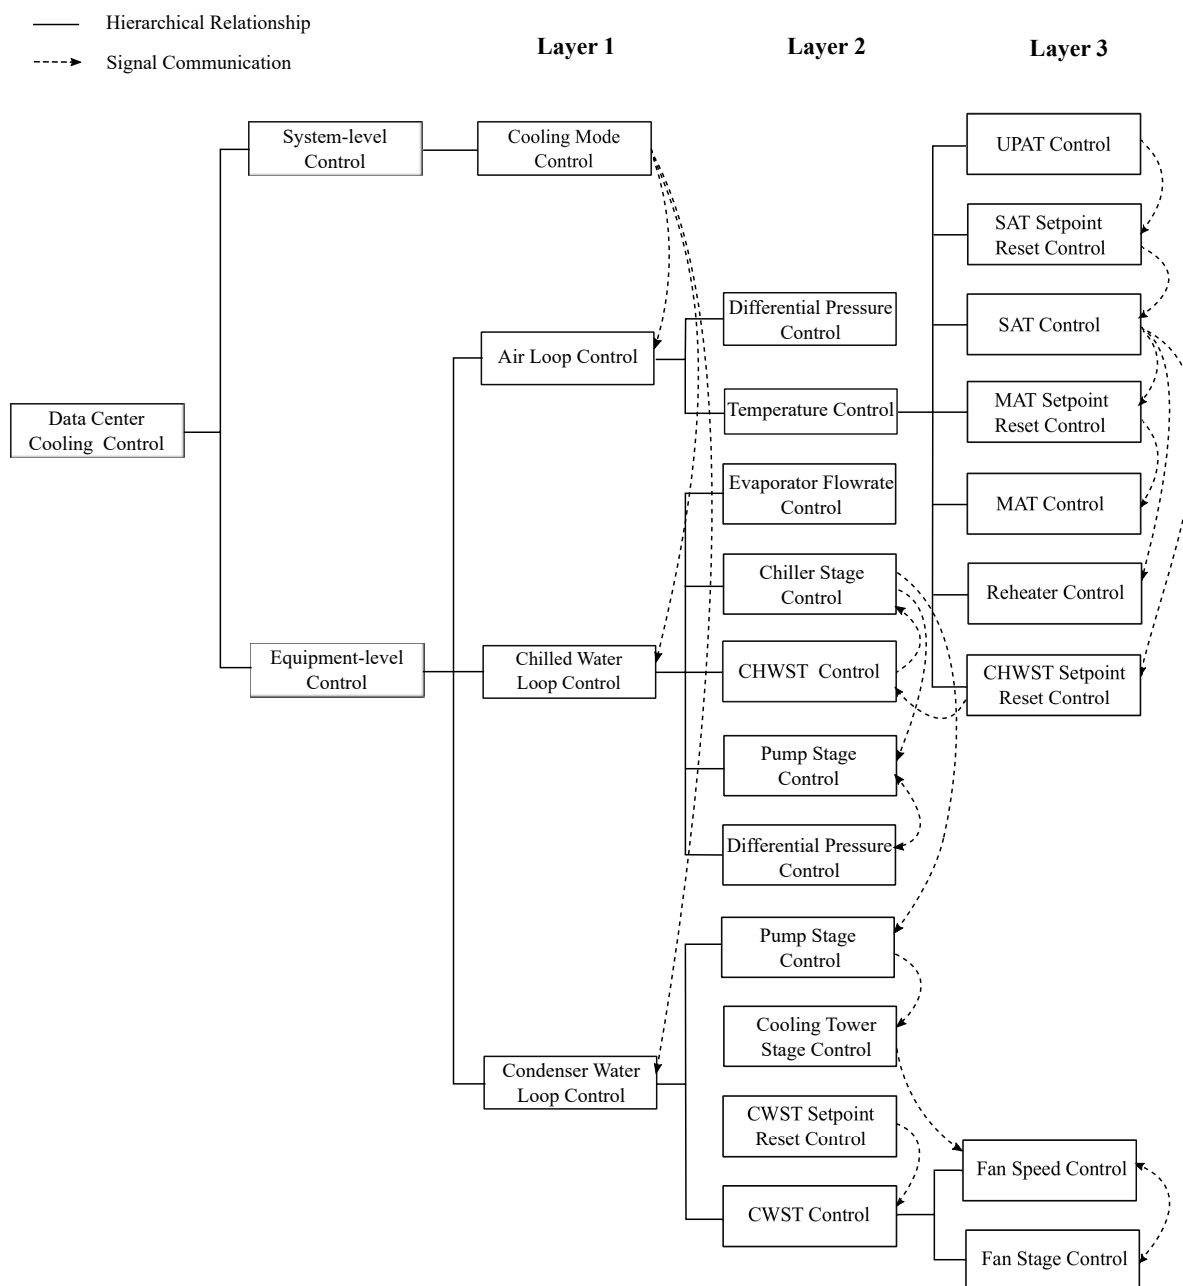 Hierarchical Relationship
Signal Communication
Layer 1
Layer 2
Layer 3
System-level
Control
Cooling Mode
Control
UPAT Control
SAT Setpoint
Reset Control
Differential Pressure
Control
SAT Control
Air Loop Control
Data Center
Cooling Control
Temperature Control
MAT Setpoint
Reset Control
Evaporator Flowrate
Control
MAT Control
Chiller Stage
Control
Reheater Control
Equipment-level
Control
Chilled Water
Loop Control
CHWST Control
CHWST Setpoint
Reset Control
Pump Stage
Control
Differential Pressure
Control
Pump Stage
Control
Cooling Tower
Stage Control
Condenser Water
Loop Control
CWST Setpoint
Reset Control
Fan Speed Control
CWST Control
Fan Stage Control